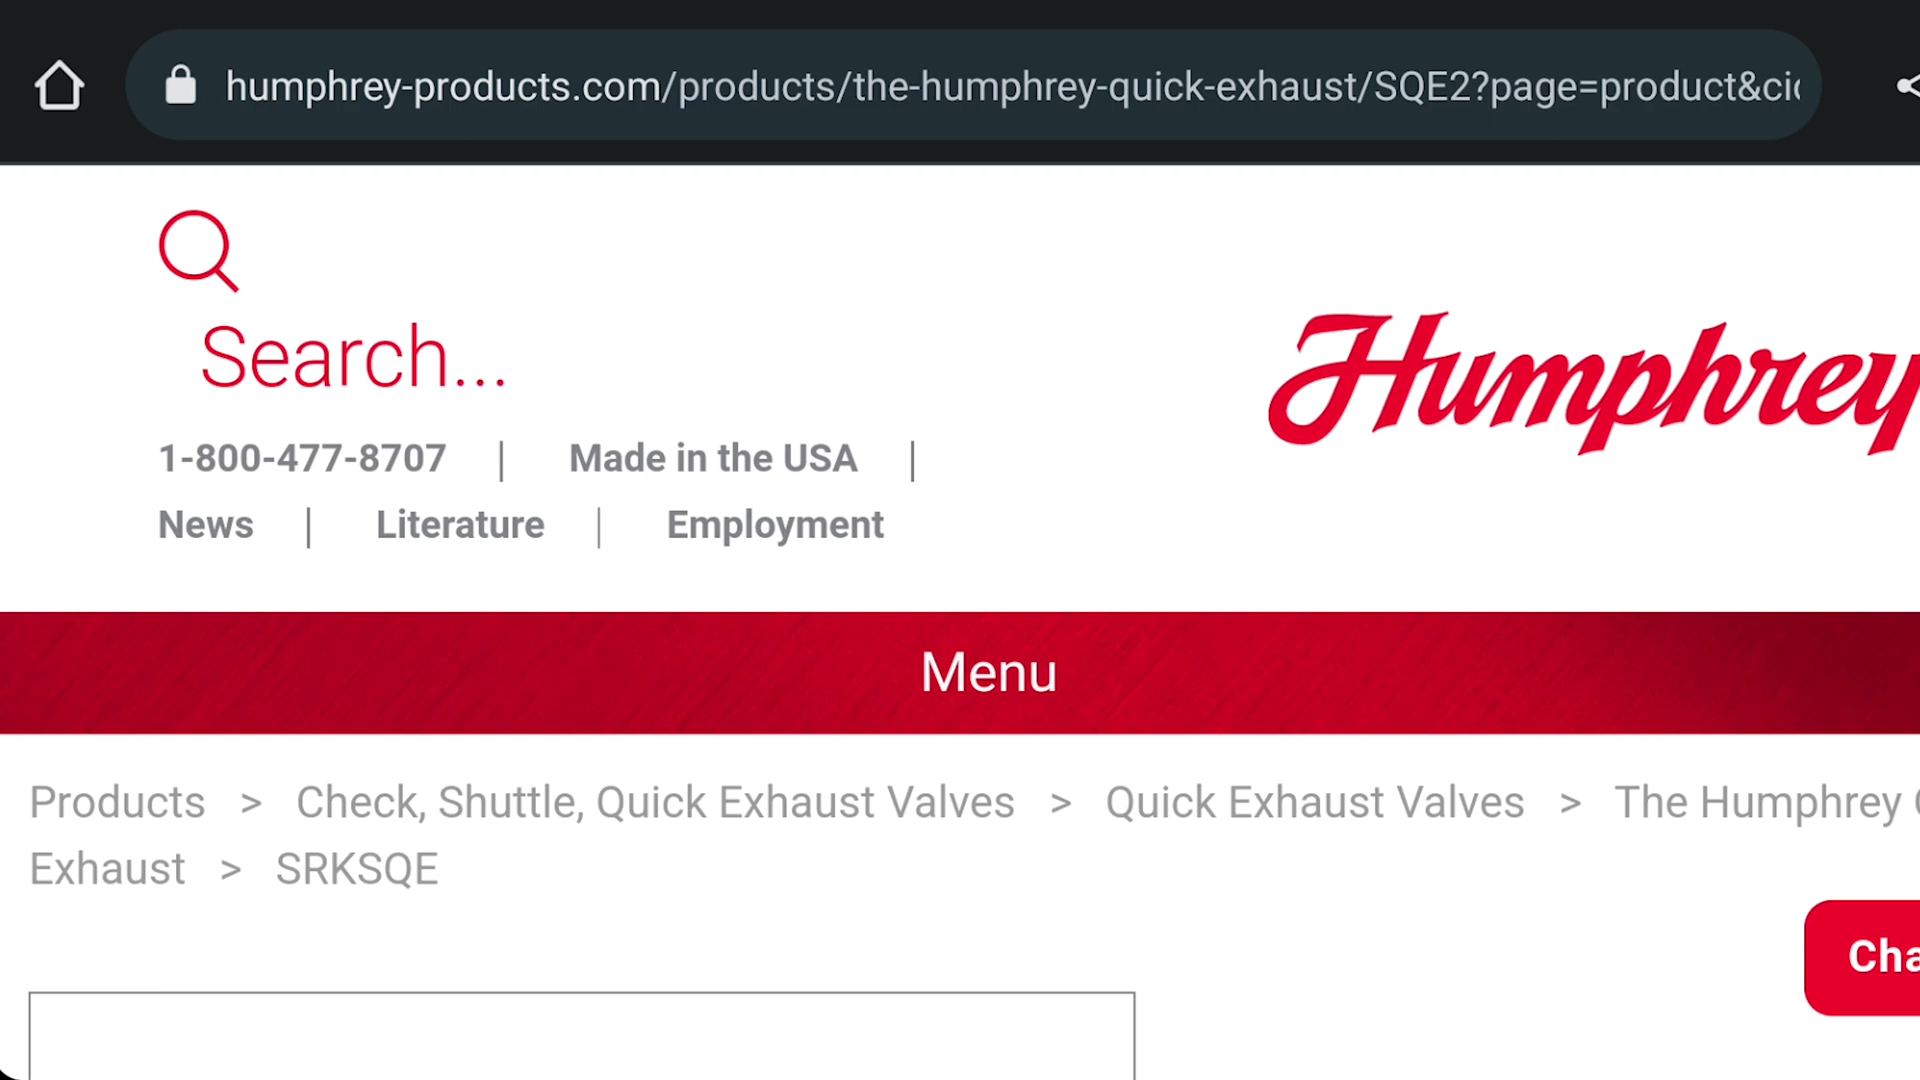 humphrey-products.com/products/the-humphrey-quick-exhaust/SQE2?page=product&cic
Search...
Humphrey
1-800-477-8707 | Made in the USA |
News | Literature | Employment
Menu
Products > Check, Shuttle, Quick Exhaust Valves > Quick Exhaust Valves > The Humphrey
Exhaust > SRKSQE
Cha